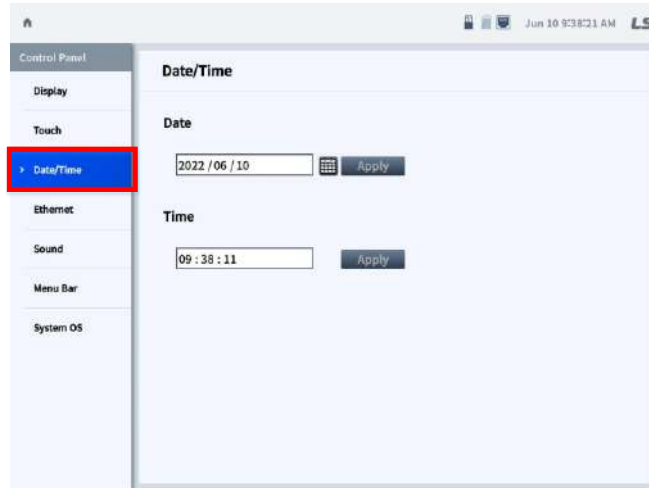 Jun 10 9:38:21 AM LS
Control Panel
Display
Touch
> Date/Time
Ethernet
Sound
Menu Bar
System OS
Date/Time
Date
2022 / 06 / 10
Apply
Time
09 : 38 : 11
Apply